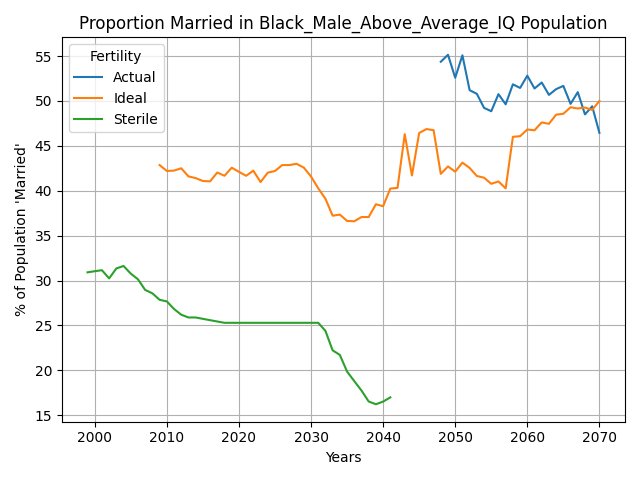 Proportion Married in Black_Male_Above_Average_IQ Population
Fertility
Actual
Ideal
Sterile
% of Population 'Married'
55
50
45
40
35
30
25
20
15
2000 2010 2020 2030 2040 2050 2060 2070
Years